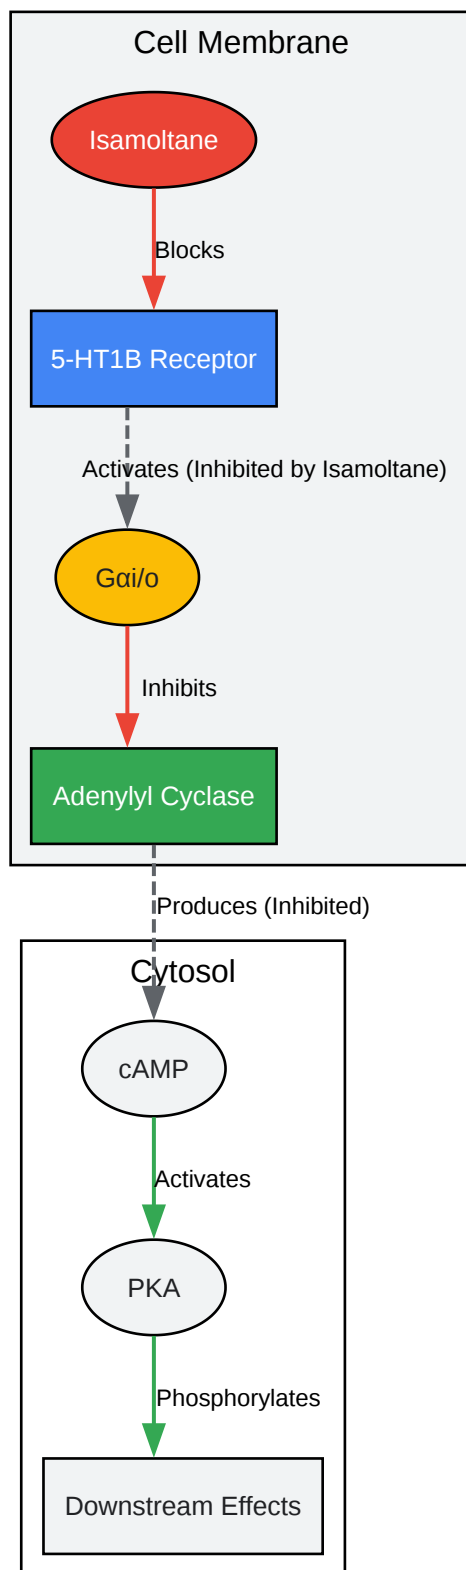 Cell Membrane
Isamoltane
Blocks
5-HT1B Receptor
Activates (Inhibited by Isamoltane)
Gαi/o
Inhibits
Adenylyl Cyclase
Produces (Inhibited)
Cytosol
cAMP
Activates
PKA
Phosphorylates
Downstream Effects